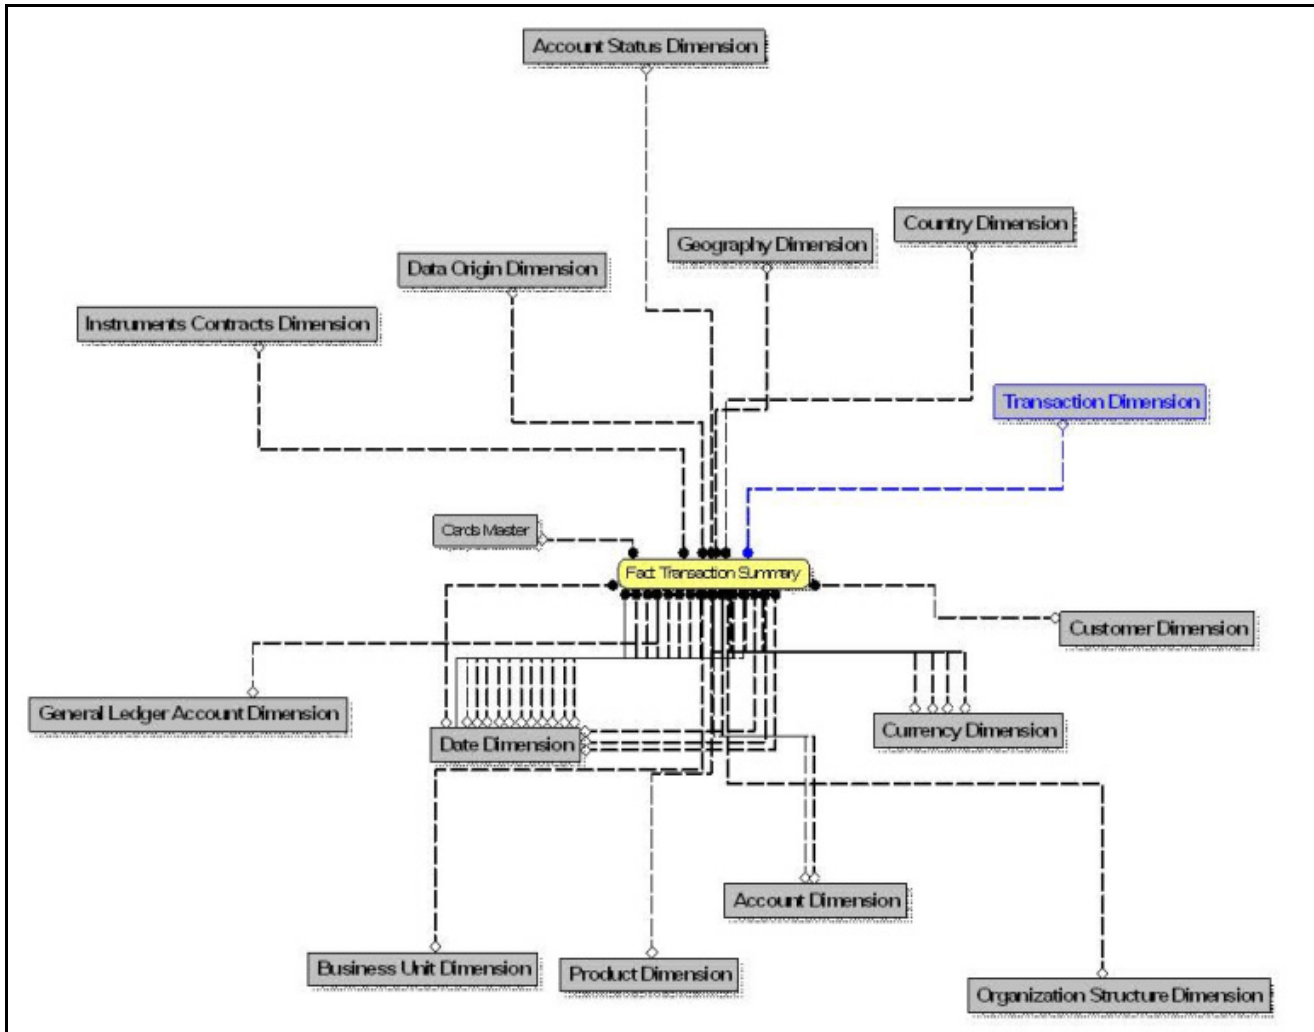 Account Status Dimension
Country Dimension
Geography Dimension
Data Origin Dimension
Instruments Contracts Dimension
Transaction Dimension
Cards Master
Fact Transaction Summary
Customer Dimension
General Ledger Account Dimension
Currency Dimension
Date Dimension
Account Dimension
Business Unit Dimension
Product Dimension
Organization Structure Dimension